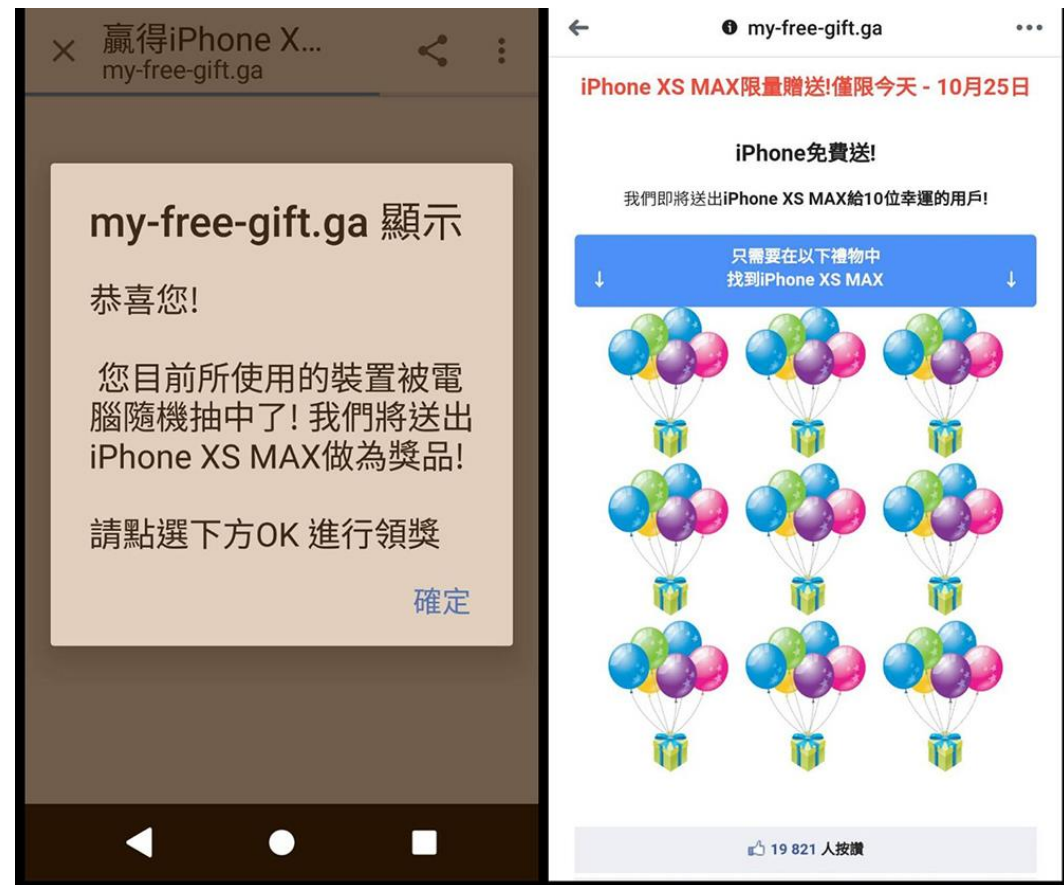 贏得iPhone X...
my-free-gift.ga
my-free-gift.ga 顯示
恭喜您!
您目前所使用的裝置被電
腦隨機抽中了! 我們將送出
iPhone XS MAX做為獎品!
請點選下方OK 進行領獎
確定
my-free-gift.ga
iPhone XS MAX限量贈送!僅限今天 - 10月25日
iPhone免費送!
我們即將送出iPhone XS MAX給10位幸運的用戶!
只需要在以下禮物中
找到iPhone XS MAX
19 821 人按讚